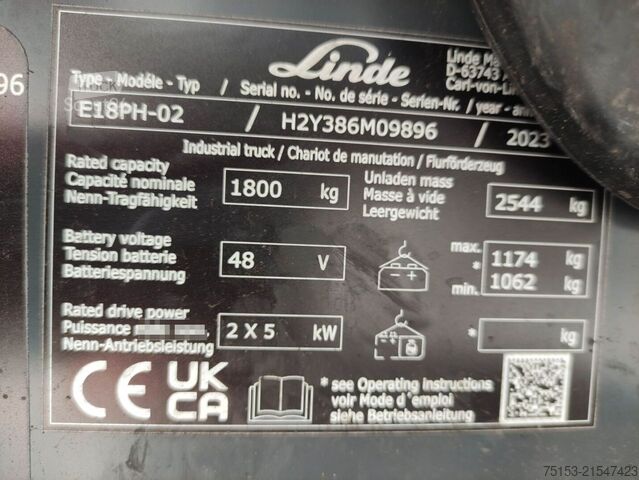 Linde
Linde
D-63743
Carl-von-
Type - Modéle - Typ / Serial no. - No. de série - Serien-Nr. / year -
E18PH-02 / H2Y386M09896 / 2023
Industrial truck / Chariot de manutation / Flurförderzeug
Rated capacity
Capacité nominale
Nenn-Tragfähigkeit
1800 kg
Unladen mass
Masse à vide
Leergewicht
2544 kg
Battery voltage
Tension batterie
Batteriespannung
48 V
- +
max. 1174 kg
*
min. 1062 kg
Rated drive power
Puissance
Nenn-Antriebsleistung
2 X 5 kW
* kg
CE UK
CA
* see Operating instructions
voir Mode d'emploi
siehe Betriebsanleitung
96
75153-21547423